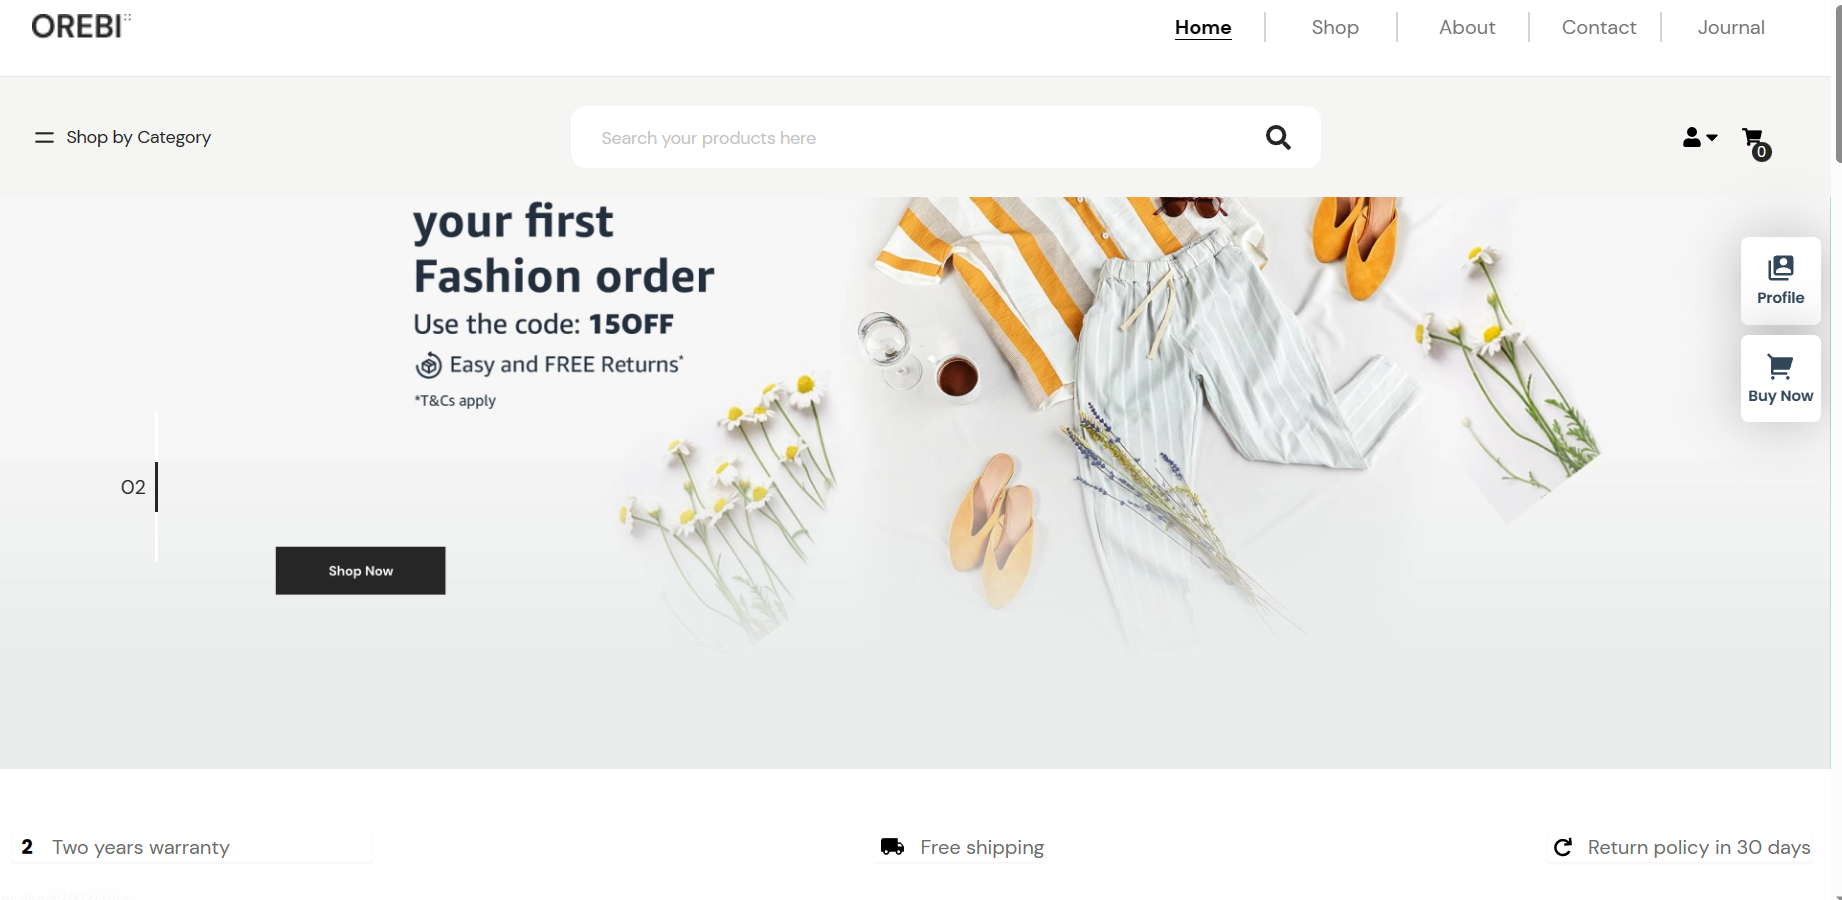 OREBI
Home Shop About Contact Journal
Shop by Category
Search your products here
0
your first
Fashion order
Use the code: 15OFF
Easy and FREE Returns*
*T&Cs apply
Profile
Buy Now
02
Shop Now
2 Two years warranty
Free shipping
Return policy in 30 days